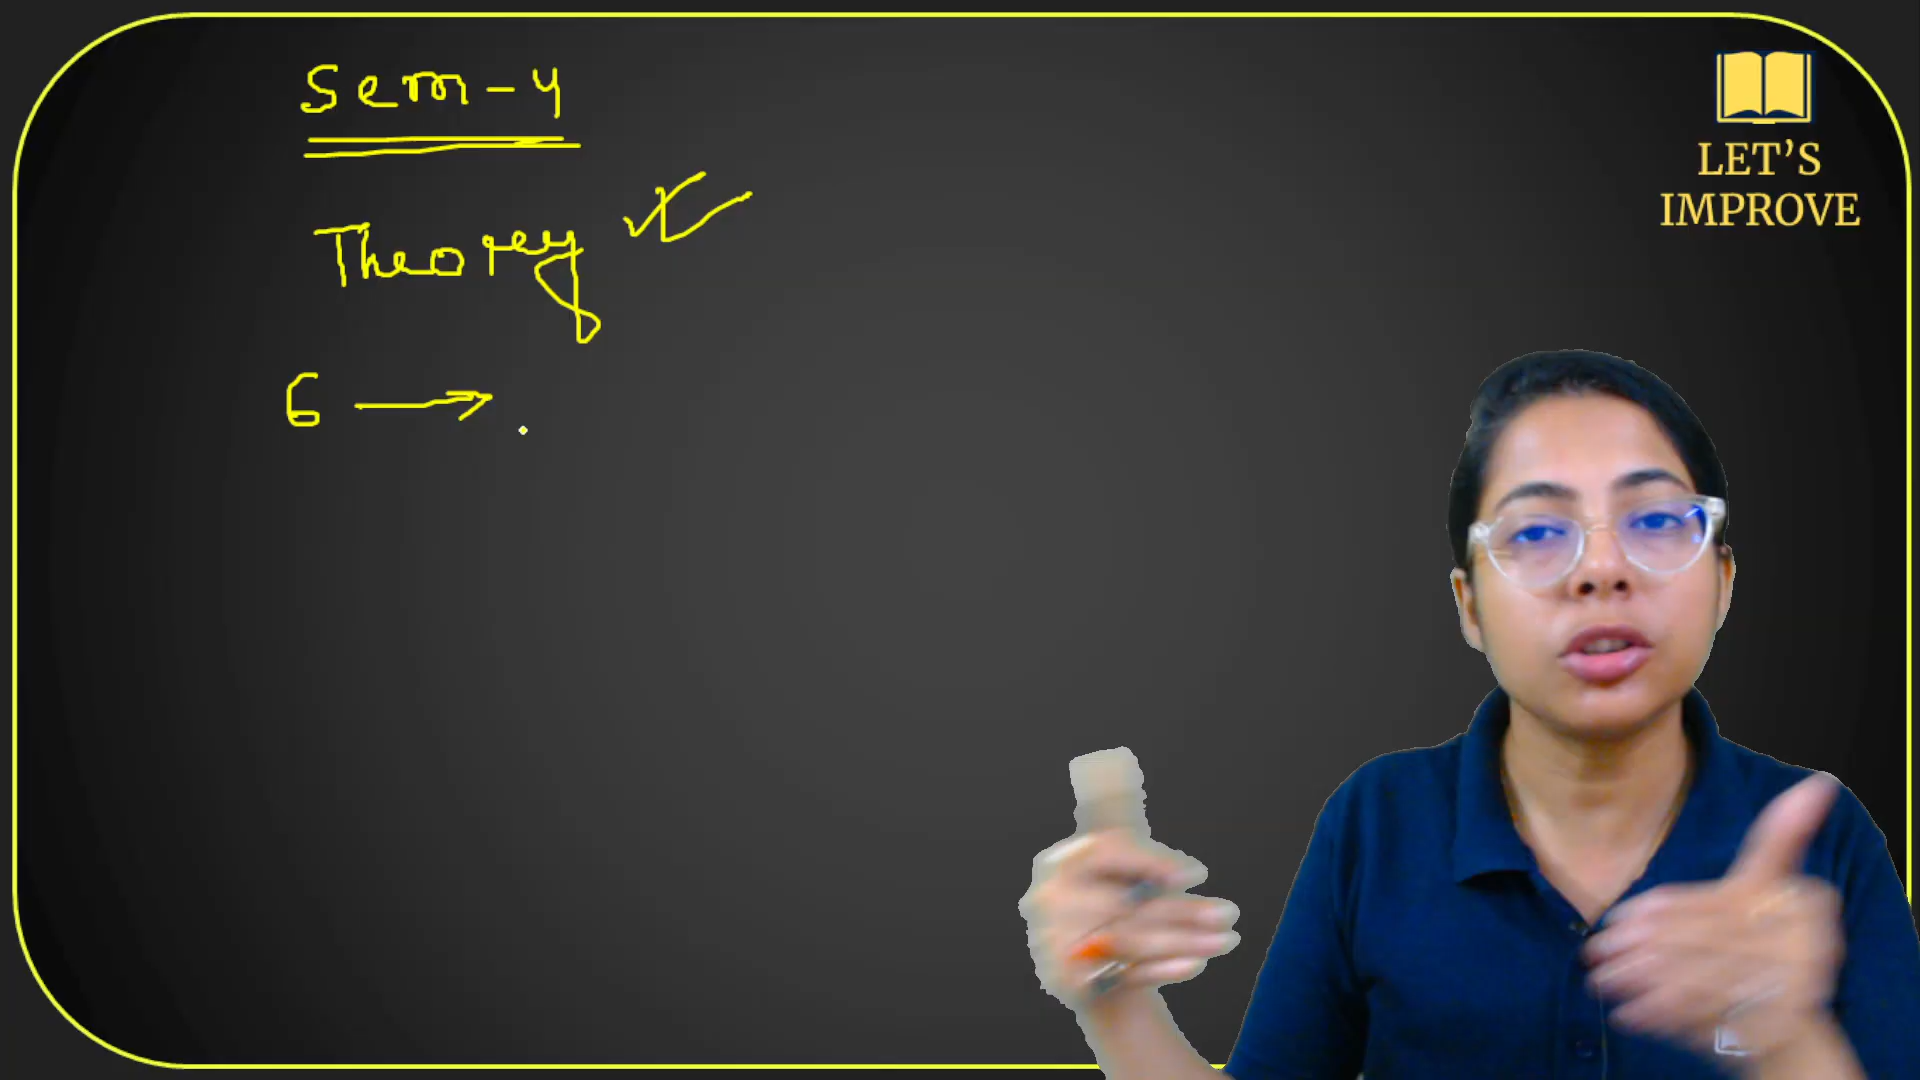 Sem-4
Theory
6 →
LET'S
IMPROVE